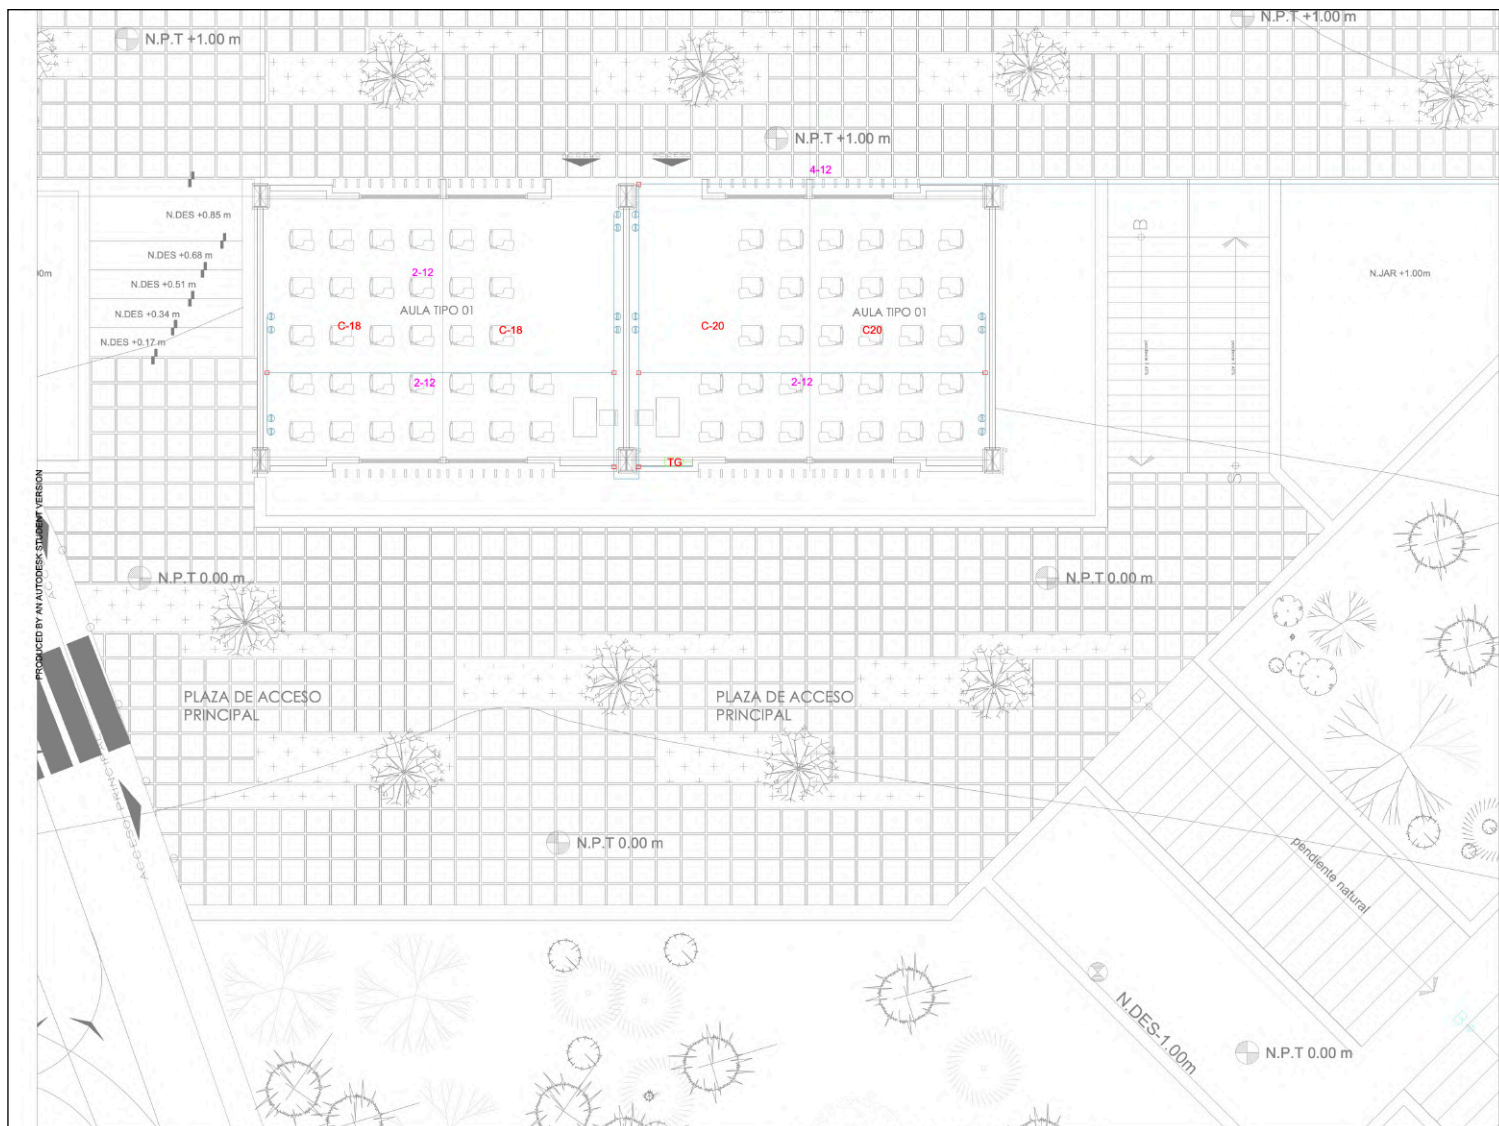 N.P.T +1.00 m
N.P.T +1.00 m
N.P.T +1.00 m
4-12
N.DES +0.85 m
N.DES +0.68 m
N.DES +0.51 m
N.DES +0.34 m
N.DES +0.17 m
2-12
AULA TIPO 01
C-18
C-18
2-12
AULA TIPO 01
C-20
C20
2-12
TG
B
S
N.JAR +1.00m
PRODUCED BY AN AUTODESK STUDENT VERSION
N.P.T 0.00 m
N.P.T 0.00 m
PLAZA DE ACCESO
PRINCIPAL
PLAZA DE ACCESO
PRINCIPAL
B
ACCESO PRINCIPAL
N.P.T 0.00 m
pendiente natural
N.DES-1.00m
N.P.T 0.00 m